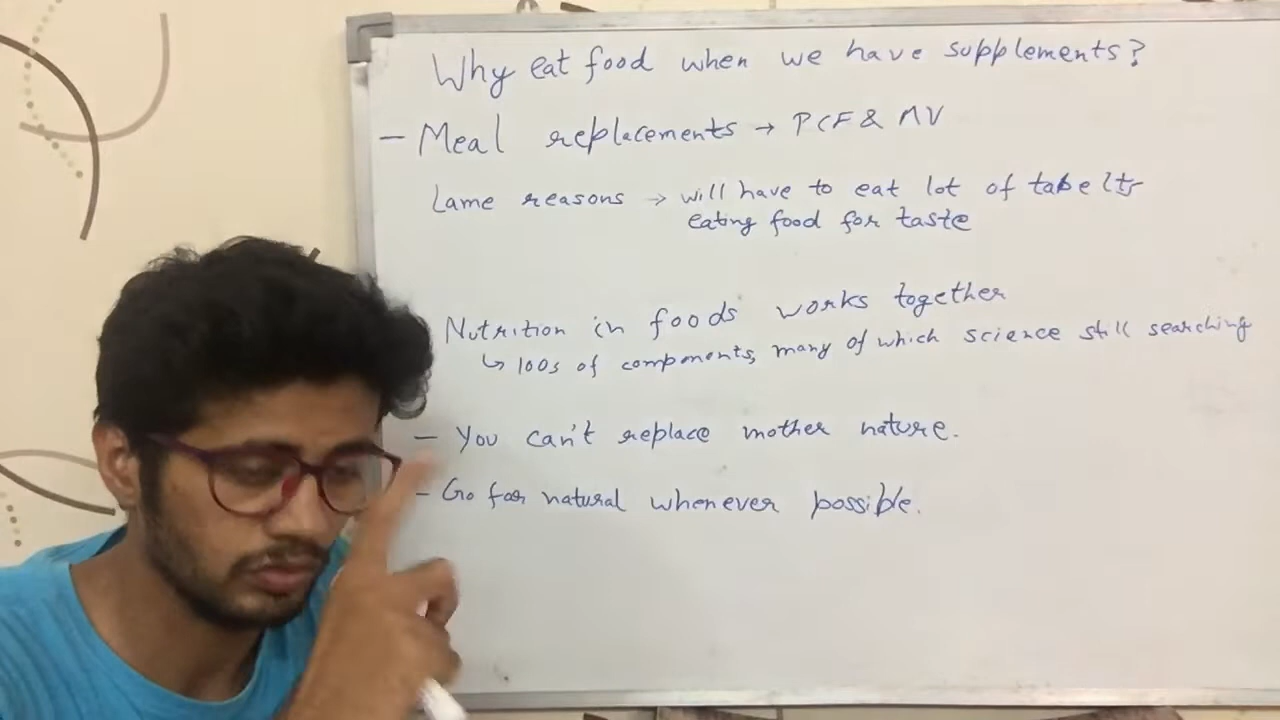 Why eat food when we have supplements?
- Meal replacements → PCF & MV
Lame reasons → will have to eat lot of tabelts
eating food for taste
Nutrition in foods works together
↳ 100s of components, many of which science still searching
- You can't replace mother nature.
- Go for natural whenever possible.